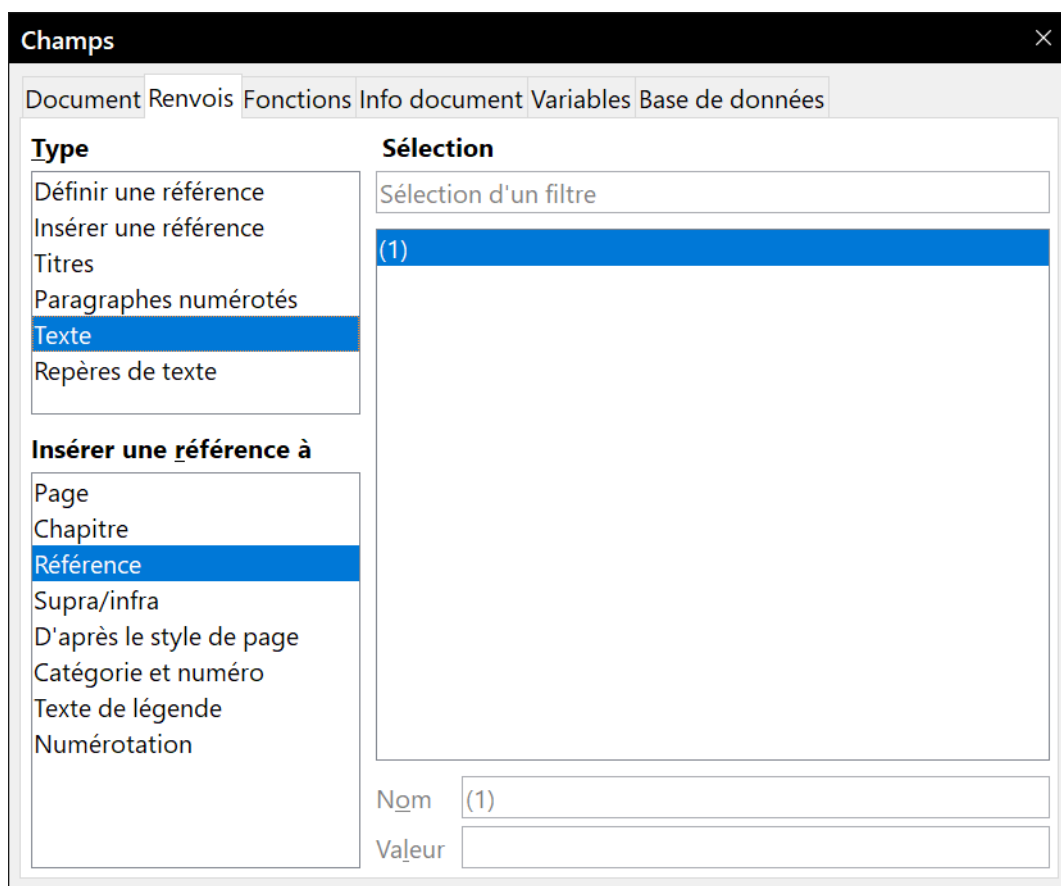 Champs
Document Renvois Fonctions Info document Variables Base de données
Type
Définir une référence
Insérer une référence
Titres
Paragraphes numérotés
Texte
Repères de texte
Insérer une référence à
Page
Chapitre
Référence
Supra/infra
D'après le style de page
Catégorie et numéro
Texte de légende
Numérotation
Sélection
Sélection d'un filtre
(1)
Nom (1)
Valeur